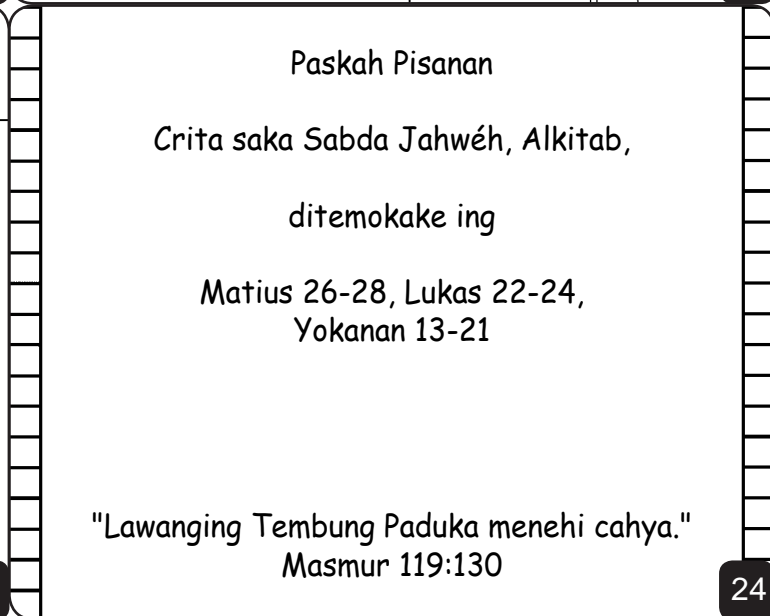 Paskah Pisanan
Crita saka Sabda Jahwéh, Alkitab,
ditemokake ing
Matius 26-28, Lukas 22-24,
Yokanan 13-21
"Lawanging Tembung Paduka menehi cahya."
Masmur 119:130
24